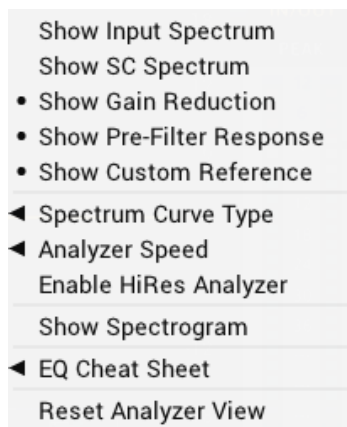 Show Input Spectrum
Show SC Spectrum
• Show Gain Reduction
• Show Pre-Filter Response
• Show Custom Reference
◀ Spectrum Curve Type
◀ Analyzer Speed
Enable HiRes Analyzer
Show Spectrogram
◀ EQ Cheat Sheet
Reset Analyzer View